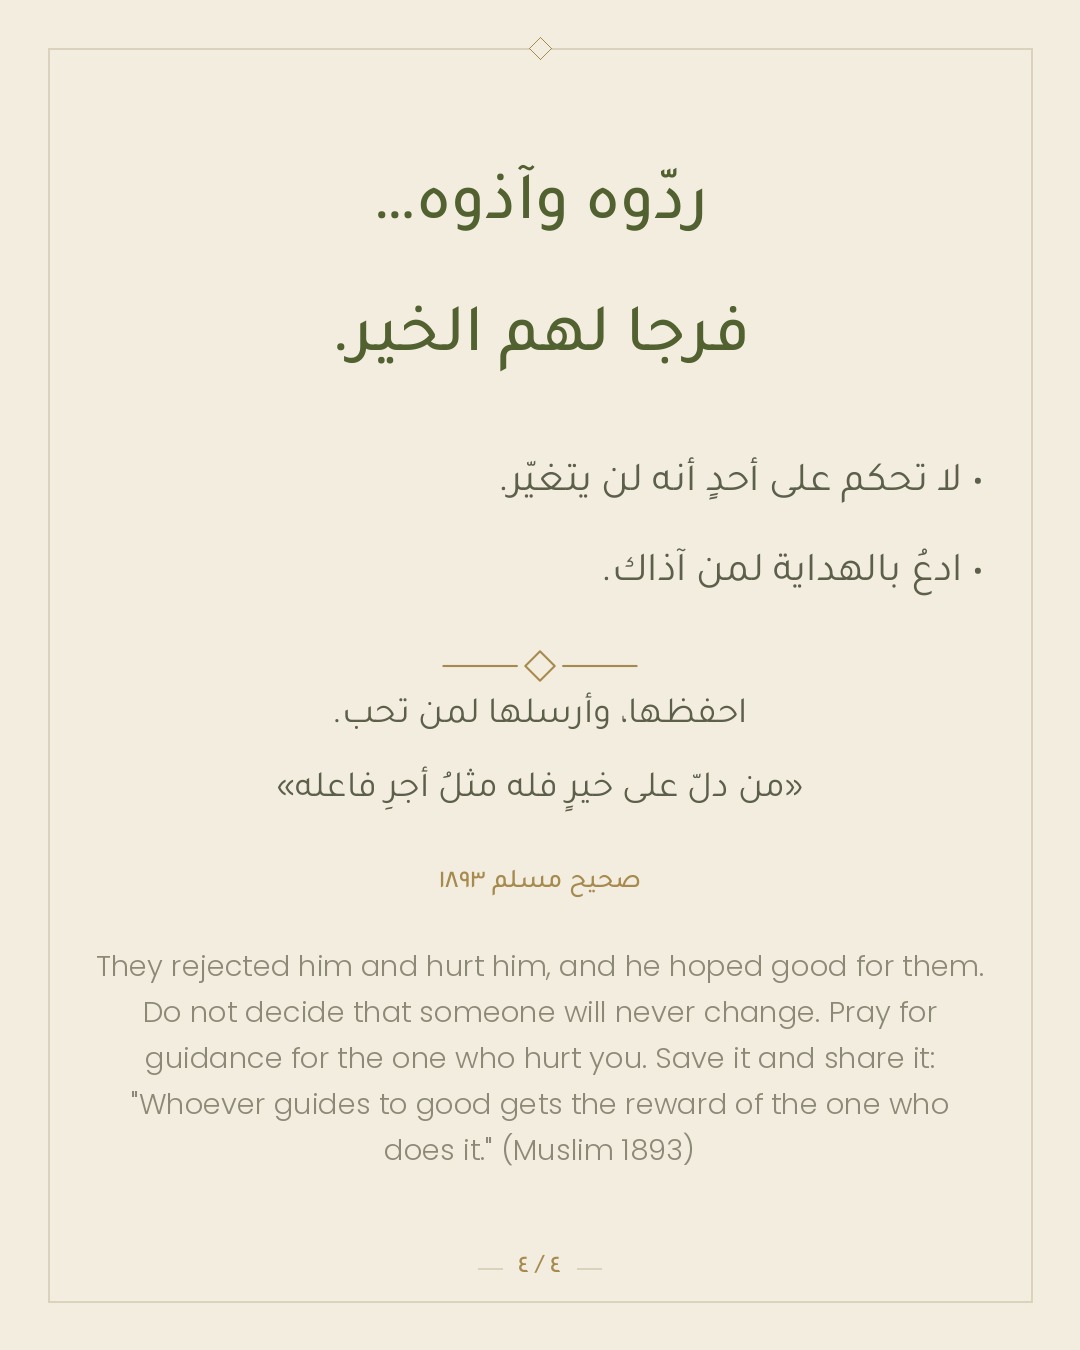 ردّوه وآذوه...
فرجا لهم الخير.
• لا تحكم على أحدٍ أنه لن يتغيّر.
• ادعُ بالهداية لمن آذاك.
احفظها، وأرسلها لمن تحب.
«من دلّ على خيرٍ فله مثلُ أجرِ فاعله»
صحيح مسلم ١٨٩٣
They rejected him and hurt him, and he hoped good for them.
Do not decide that someone will never change. Pray for
guidance for the one who hurt you. Save it and share it:
"Whoever guides to good gets the reward of the one who
does it." (Muslim 1893)
٤ / ٤